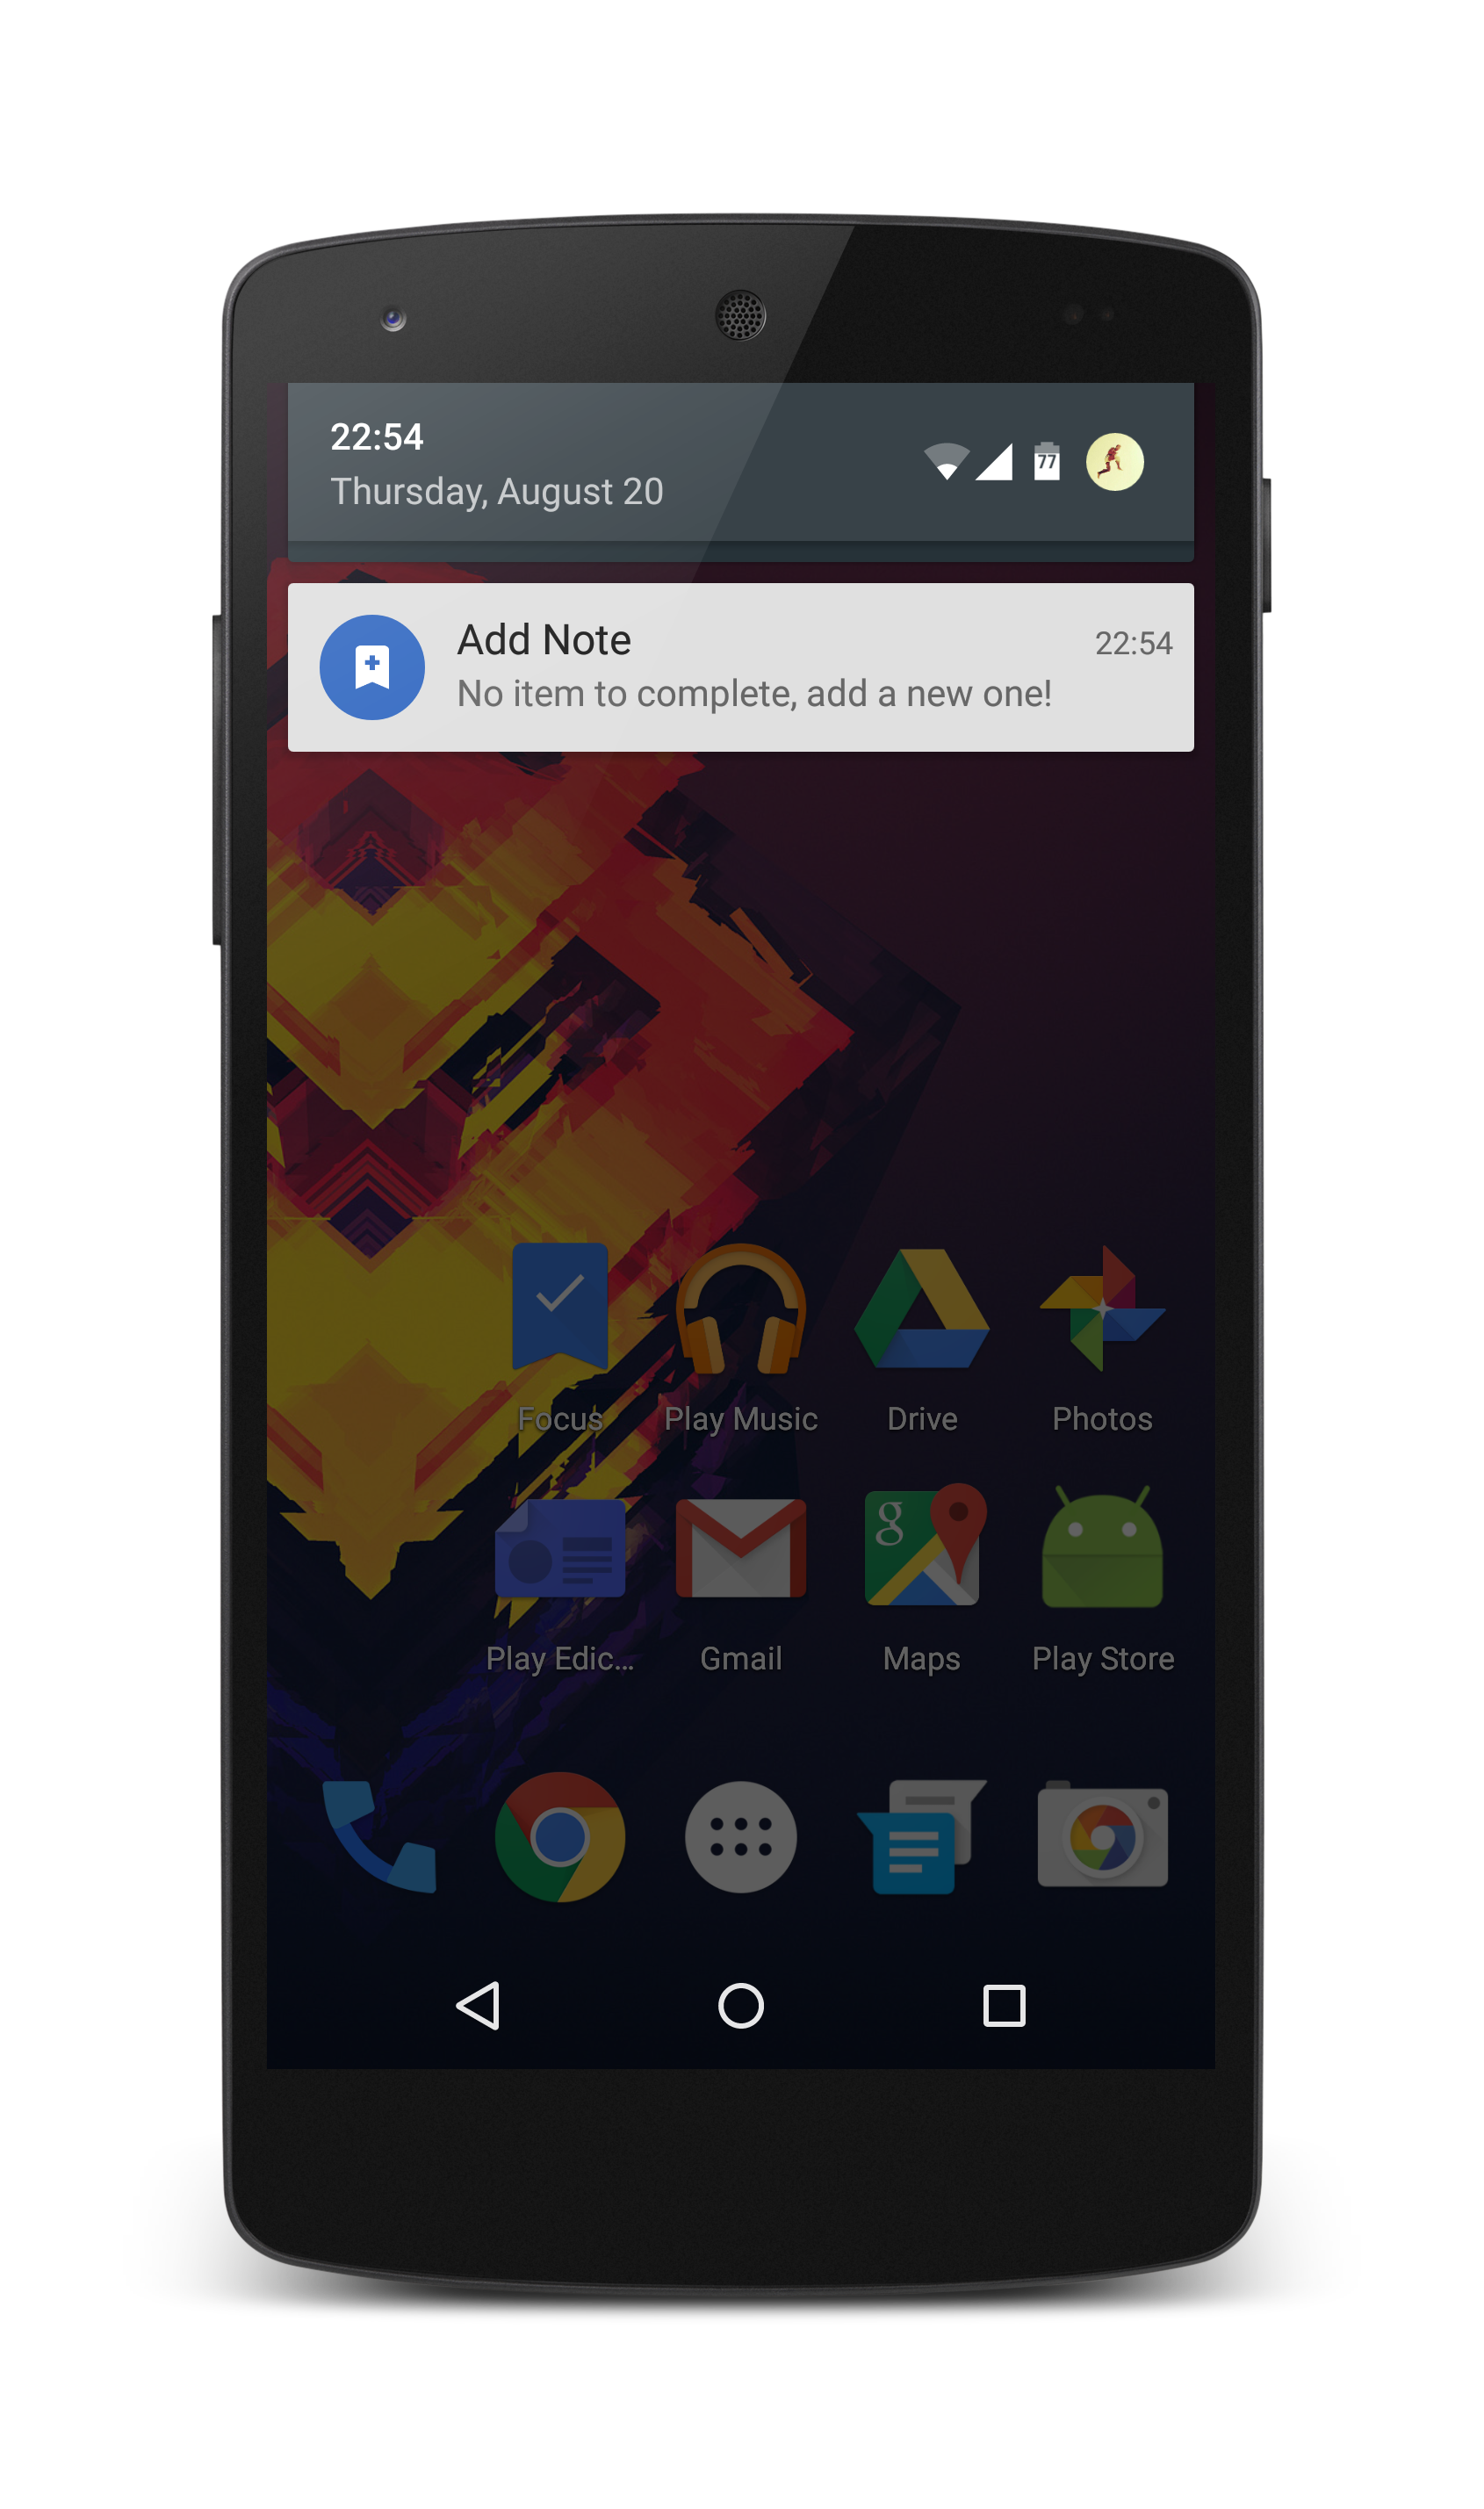 22:54
Thursday, August 20
77
Add Note
22:54
No item to complete, add a new one!
Focus
Play Music
Drive
Photos
g
Play Edic...
Gmail
Maps
Play Store